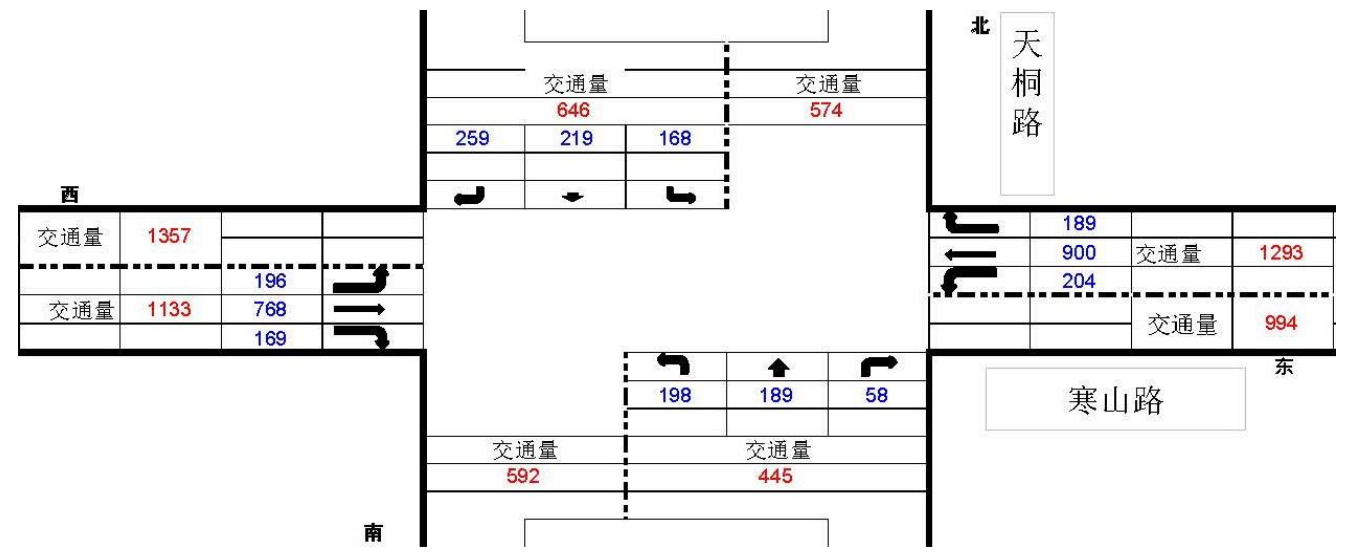 北
天桐路
交通量 交通量
646 574
259 219 168
西
交通量 1357
196
交通量 1133 768
169
189
900 交通量 1293
204
交通量 994
东
寒山路
198 189 58
交通量 交通量
592 445
南